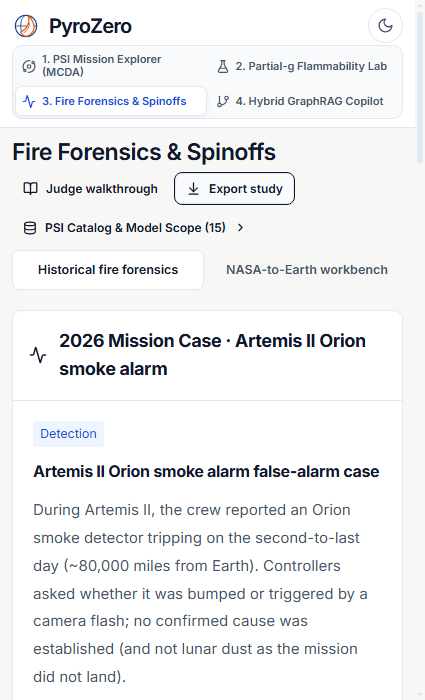 PyroZero
1. PSI Mission Explorer
(MCDA)
2. Partial-g Flammability Lab
3. Fire Forensics & Spinoffs
4. Hybrid GraphRAG Copilot
Fire Forensics & Spinoffs
Judge walkthrough
Export study
PSI Catalog & Model Scope (15)
Historical fire forensics
NASA-to-Earth workbench
2026 Mission Case · Artemis II Orion
smoke alarm
Detection
Artemis II Orion smoke alarm false-alarm case
During Artemis II, the crew reported an Orion
smoke detector tripping on the second-to-last
day (~80,000 miles from Earth). Controllers
asked whether it was bumped or triggered by a
camera flash; no confirmed cause was
established (and not lunar dust as the mission
did not land).